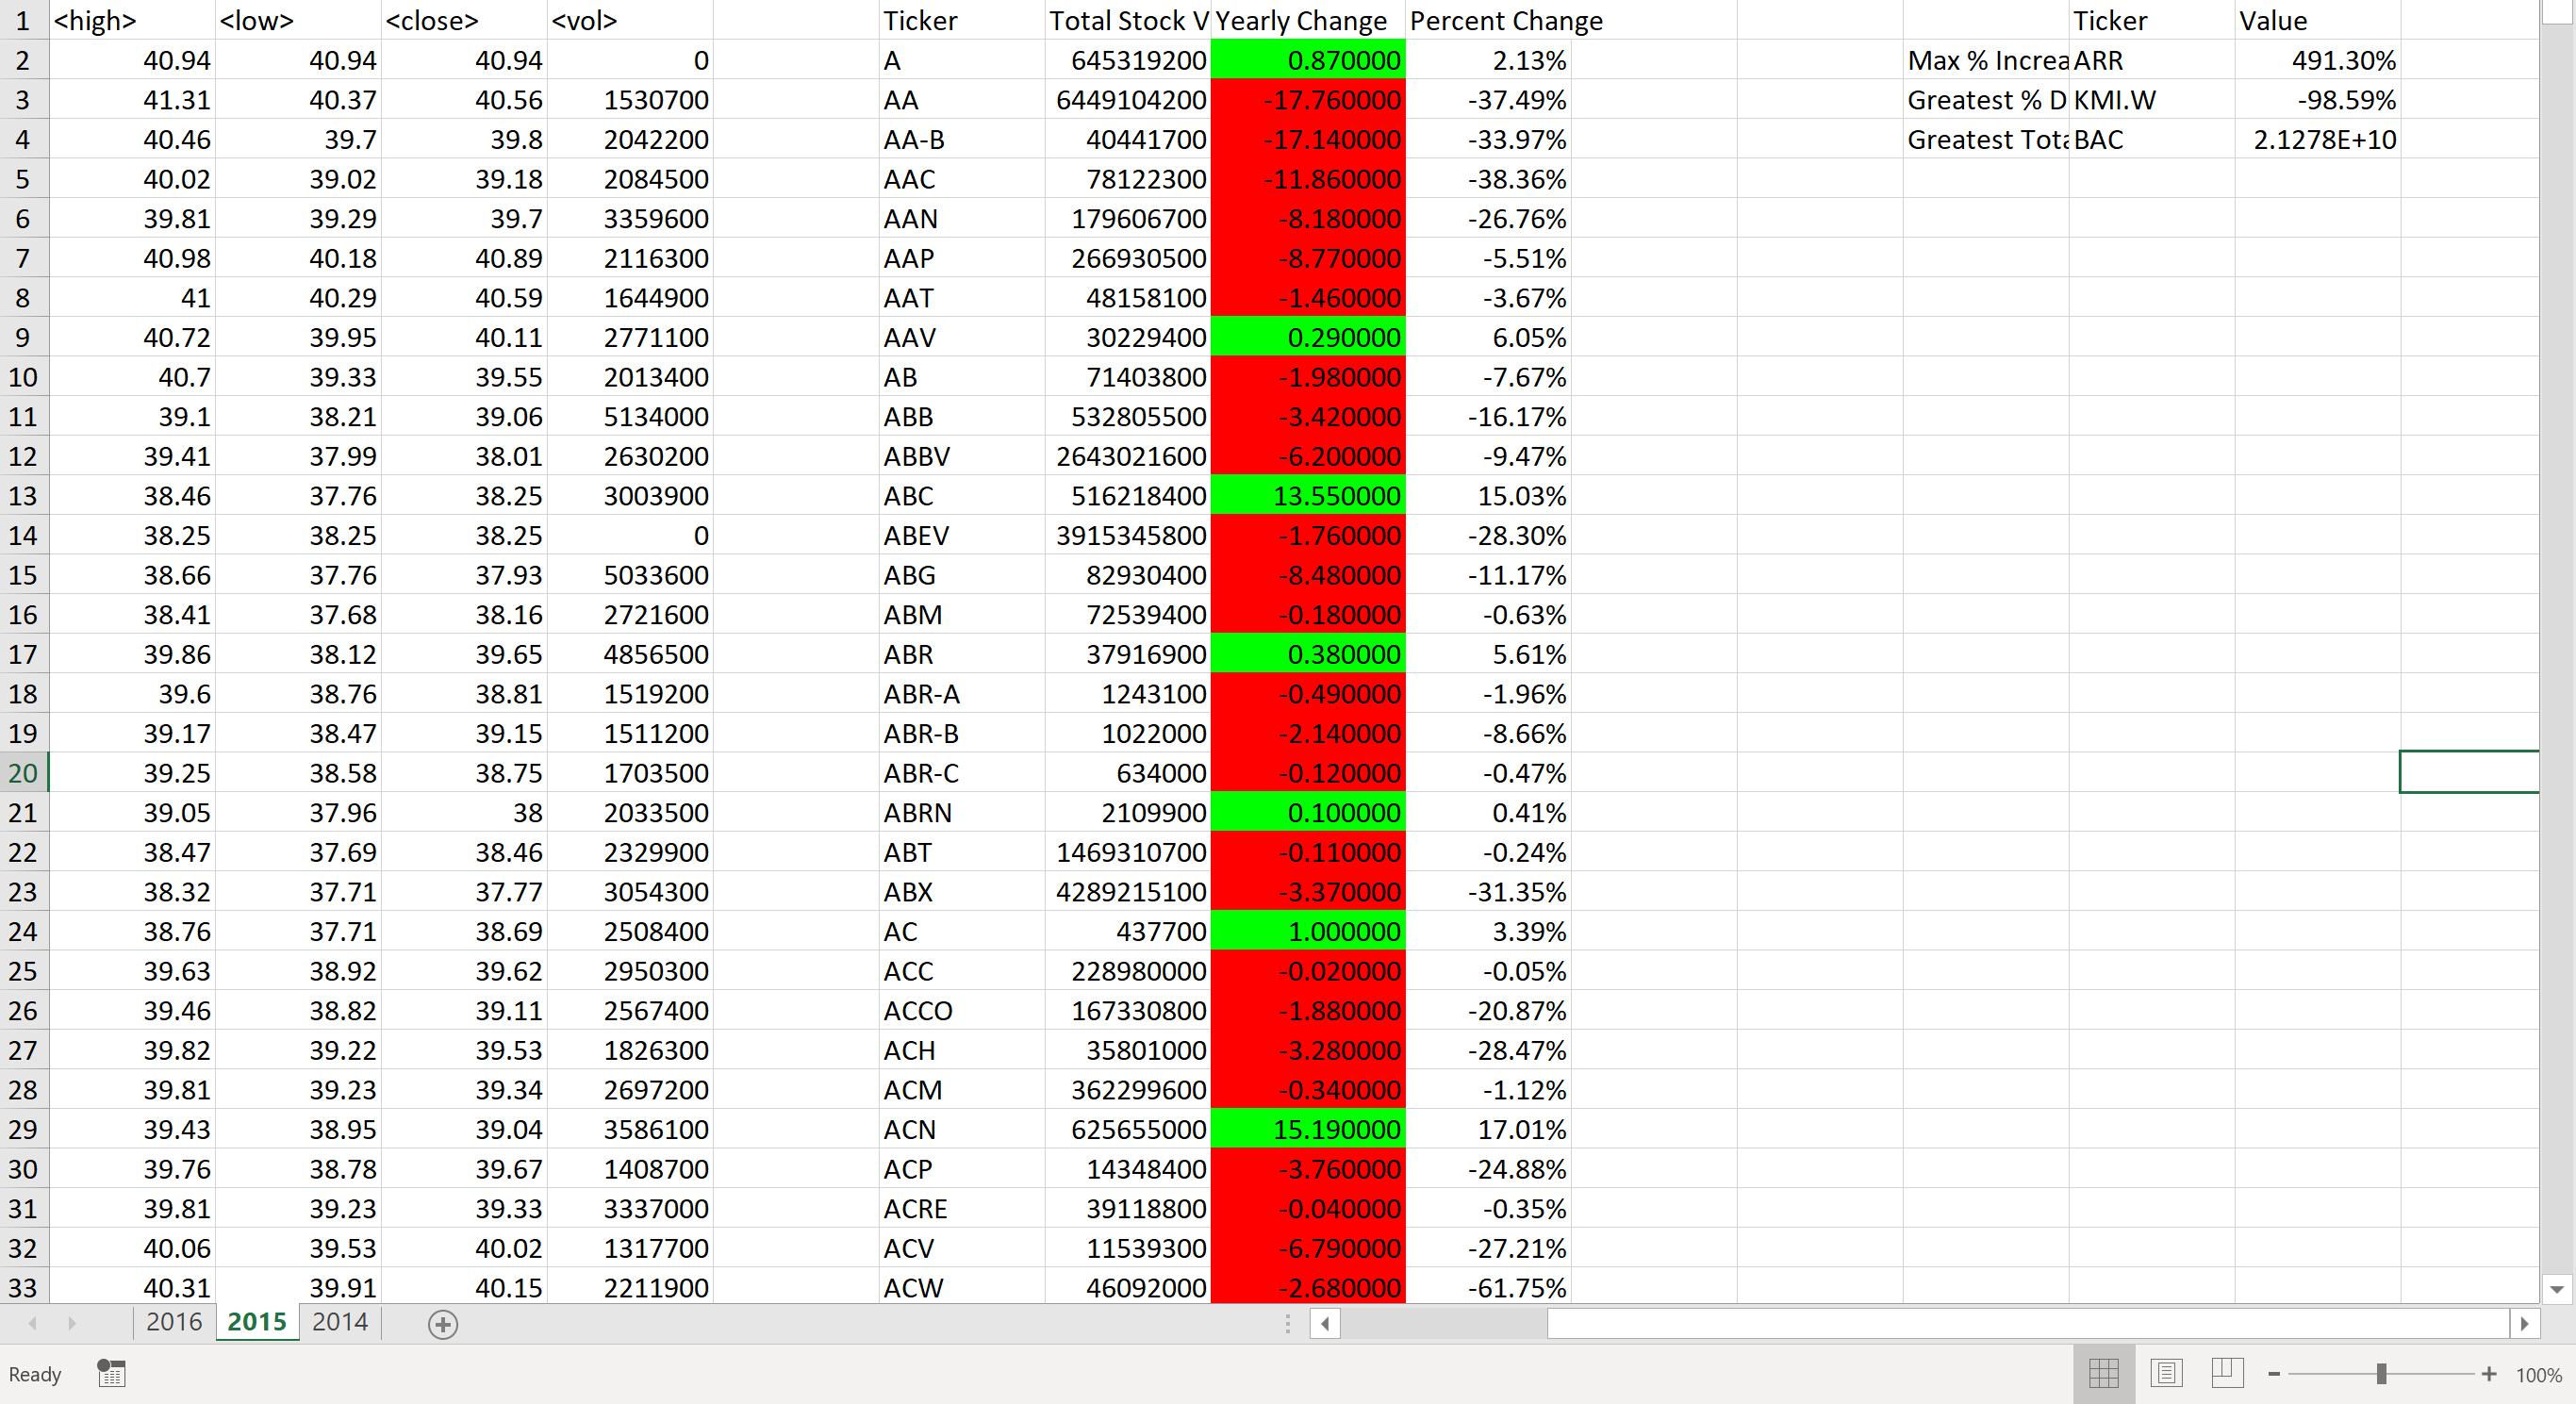 1 <high> <low> <close> <vol> Ticker Total Stock V Yearly Change Percent Change Ticker Value
2 40.94 40.94 40.94 0 A 645319200 0.870000 2.13% Max % Increa ARR 491.30%
3 41.31 40.37 40.56 1530700 AA 6449104200 -17.760000 -37.49% Greatest % D KMI.W -98.59%
4 40.46 39.7 39.8 2042200 AA-B 40441700 -17.140000 -33.97% Greatest Tota BAC 2.1278E+10
5 40.02 39.02 39.18 2084500 AAC 78122300 -11.860000 -38.36%
6 39.81 39.29 39.7 3359600 AAN 179606700 -8.180000 -26.76%
7 40.98 40.18 40.89 2116300 AAP 266930500 -8.770000 -5.51%
8 41 40.29 40.59 1644900 AAT 48158100 -1.460000 -3.67%
9 40.72 39.95 40.11 2771100 AAV 30229400 0.290000 6.05%
10 40.7 39.33 39.55 2013400 AB 71403800 -1.980000 -7.67%
11 39.1 38.21 39.06 5134000 ABB 532805500 -3.420000 -16.17%
12 39.41 37.99 38.01 2630200 ABBV 2643021600 -6.200000 -9.47%
13 38.46 37.76 38.25 3003900 ABC 516218400 13.550000 15.03%
14 38.25 38.25 38.25 0 ABEV 3915345800 -1.760000 -28.30%
15 38.66 37.76 37.93 5033600 ABG 82930400 -8.480000 -11.17%
16 38.41 37.68 38.16 2721600 ABM 72539400 -0.180000 -0.63%
17 39.86 38.12 39.65 4856500 ABR 37916900 0.380000 5.61%
18 39.6 38.76 38.81 1519200 ABR-A 1243100 -0.490000 -1.96%
19 39.17 38.47 39.15 1511200 ABR-B 1022000 -2.140000 -8.66%
20 39.25 38.58 38.75 1703500 ABR-C 634000 -0.120000 -0.47%
21 39.05 37.96 38 2033500 ABRN 2109900 0.100000 0.41%
22 38.47 37.69 38.46 2329900 ABT 1469310700 -0.110000 -0.24%
23 38.32 37.71 37.77 3054300 ABX 4289215100 -3.370000 -31.35%
24 38.76 37.71 38.69 2508400 AC 437700 1.000000 3.39%
25 39.63 38.92 39.62 2950300 ACC 228980000 -0.020000 -0.05%
26 39.46 38.82 39.11 2567400 ACCO 167330800 -1.880000 -20.87%
27 39.82 39.22 39.53 1826300 ACH 35801000 -3.280000 -28.47%
28 39.81 39.23 39.34 2697200 ACM 362299600 -0.340000 -1.12%
29 39.43 38.95 39.04 3586100 ACN 625655000 15.190000 17.01%
30 39.76 38.78 39.67 1408700 ACP 14348400 -3.760000 -24.88%
31 39.81 39.23 39.33 3337000 ACRE 39118800 -0.040000 -0.35%
32 40.06 39.53 40.02 1317700 ACV 11539300 -6.790000 -27.21%
33 40.31 39.91 40.15 2211900 ACW 46092000 -2.680000 -61.75%
2016 2015 2014
Ready 100%